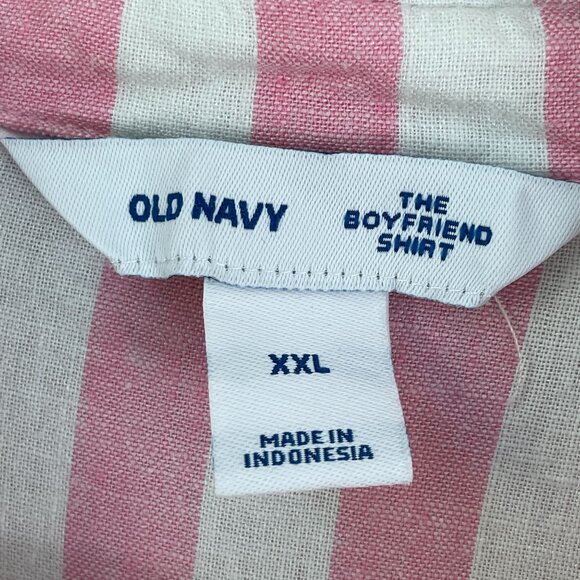 OLD NAVY
THE
BOYFRIEND
SHIRT
XXL
MADE IN
INDONESIA